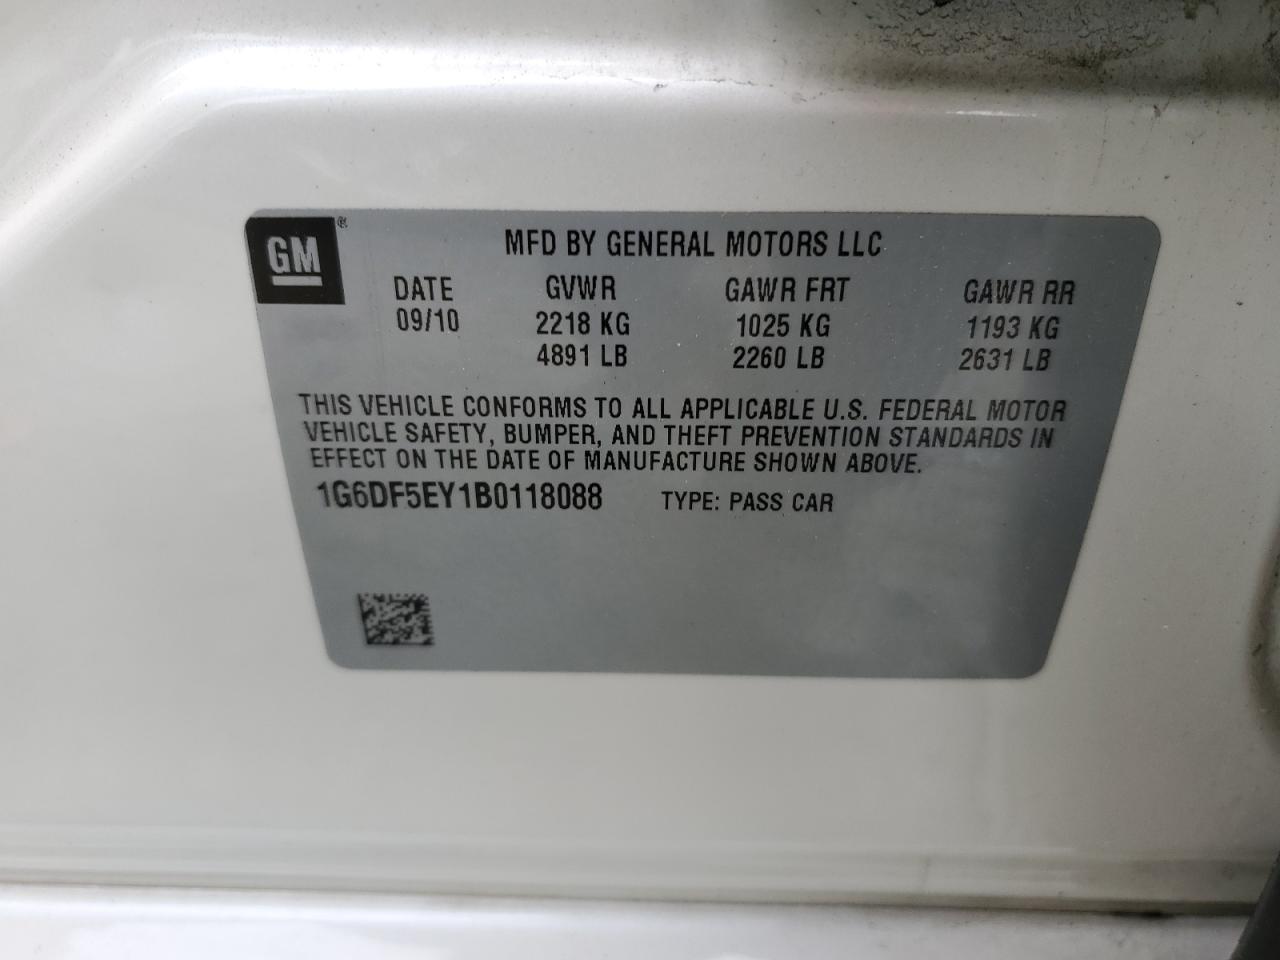 GM ®
MFD BY GENERAL MOTORS LLC
DATE GVWR GAWR FRT GAWR RR
09/10 2218 KG 1025 KG 1193 KG
4891 LB 2260 LB 2631 LB
THIS VEHICLE CONFORMS TO ALL APPLICABLE U.S. FEDERAL MOTOR
VEHICLE SAFETY, BUMPER, AND THEFT PREVENTION STANDARDS IN
EFFECT ON THE DATE OF MANUFACTURE SHOWN ABOVE.
1G6DF5EY1B0118088 TYPE: PASS CAR